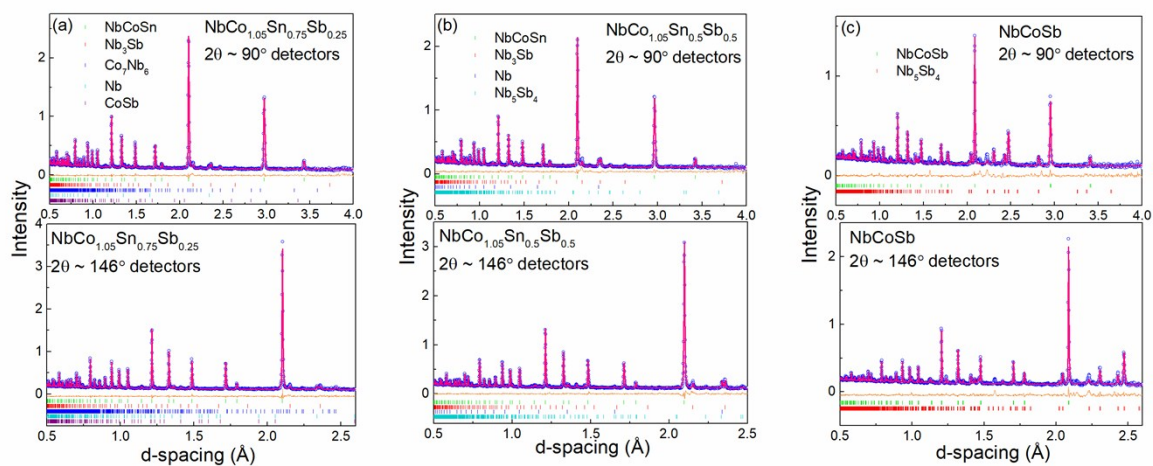 (a)
NbCo₁.₀₅Sn₀.₇₅Sb₀.₂₅
2θ ~ 90° detectors
NbCoSn
Nb₃Sb
Co₇Nb₆
Nb
CoSb
2
1
0
0.5 1.0 1.5 2.0 2.5 3.0 3.5 4.0
Intensity
NbCo₁.₀₅Sn₀.₇₅Sb₀.₂₅
2θ ~ 146° detectors
4
3
2
1
0
0.5 1.0 1.5 2.0 2.5
d-spacing (Å)
(b)
NbCo₁.₀₅Sn₀.₅Sb₀.₅
2θ ~ 90° detectors
NbCoSn
Nb₃Sb
Nb
Nb₅Sb₄
2
1
0
0.5 1.0 1.5 2.0 2.5 3.0 3.5 4.0
Intensity
NbCo₁.₀₅Sn₀.₅Sb₀.₅
2θ ~ 146° detectors
3
2
1
0
0.5 1.0 1.5 2.0 2.5
d-spacing (Å)
(c)
NbCoSb
2θ ~ 90° detectors
NbCoSb
Nb₅Sb₄
1
0
0.5 1.0 1.5 2.0 2.5 3.0 3.5 4.0
Intensity
NbCoSb
2θ ~ 146° detectors
2
1
0
0.5 1.0 1.5 2.0 2.5
d-spacing (Å)